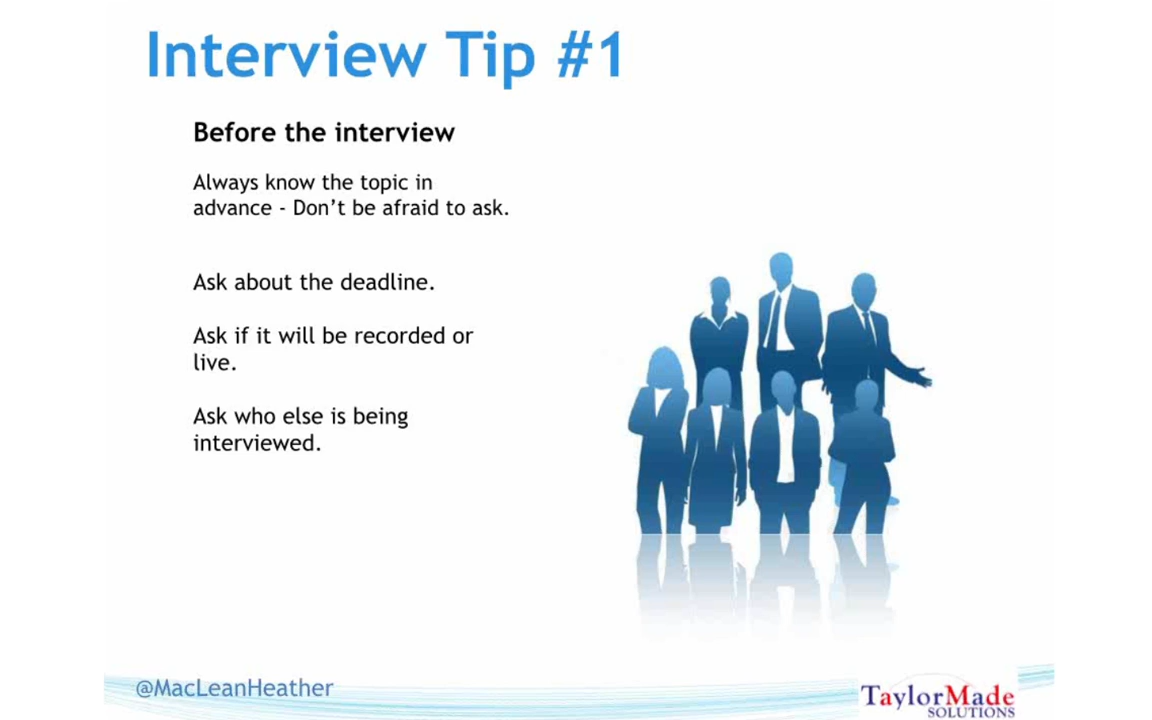 Interview Tip #1
Before the interview
Always know the topic in
advance - Don’t be afraid to ask.
Ask about the deadline.
Ask if it will be recorded or
live.
Ask who else is being
interviewed.
@MacLeanHeather
TaylorMade
SOLUTIONS